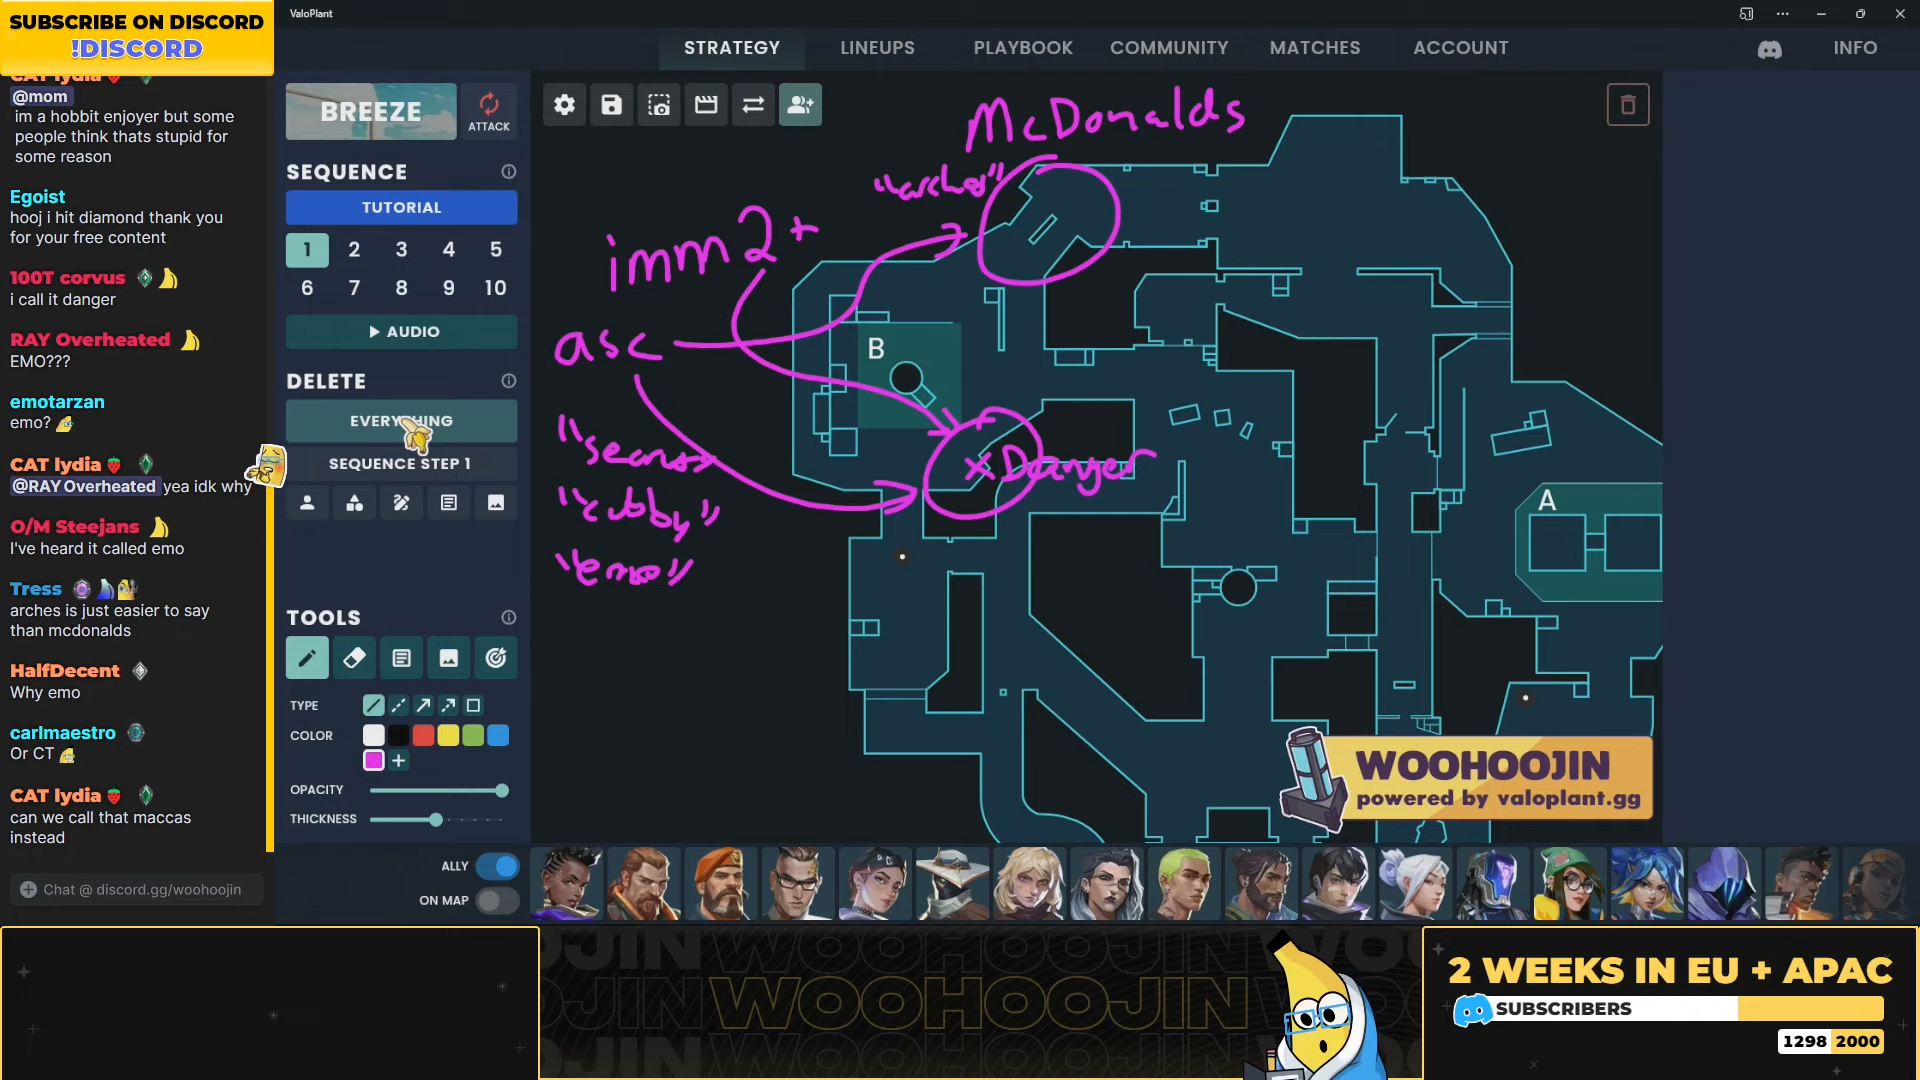 SUBSCRIBE ON DISCORD
!DISCORD
CAT lydia
@mom
im a hobbit enjoyer but some
people think thats stupid for
some reason
Egoist
hooj i hit diamond thank you
for your free content
100T corvus
i call it danger
RAY Overheated
EMO???
emotarzan
emo?
CAT lydia
@RAY Overheated yea idk why
O/M Steejans
I've heard it called emo
Tress
arches is just easier to say
than mcdonalds
HalfDecent
Why emo
carlmaestro
Or CT
CAT lydia
can we call that maccas
instead
Chat @ discord.gg/woohoojin
ValoPlant
STRATEGY LINEUPS PLAYBOOK COMMUNITY MATCHES ACCOUNT INFO
BREEZE
ATTACK
SEQUENCE
TUTORIAL
1 2 3 4 5
6 7 8 9 10
AUDIO
DELETE
EVERYTHING
SEQUENCE STEP 1
TOOLS
TYPE
COLOR
OPACITY
THICKNESS
ALLY
ON MAP
McDonalds
imm2+
asc
"cubby"
"emo"
x Danger
B
A
WOOHOOJIN
powered by valoplant.gg
WOOHOOJIN
2 WEEKS IN EU + APAC
SUBSCRIBERS
1298 2000